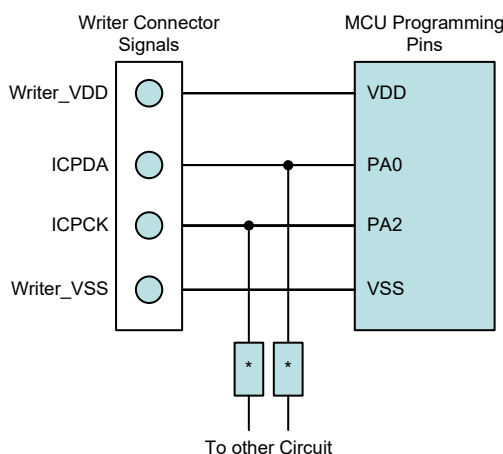 Writer Connector
Signals
MCU Programming
Pins
Writer_VDD
VDD
ICPDA
PA0
ICPCK
PA2
Writer_VSS
VSS
*
*
To other Circuit